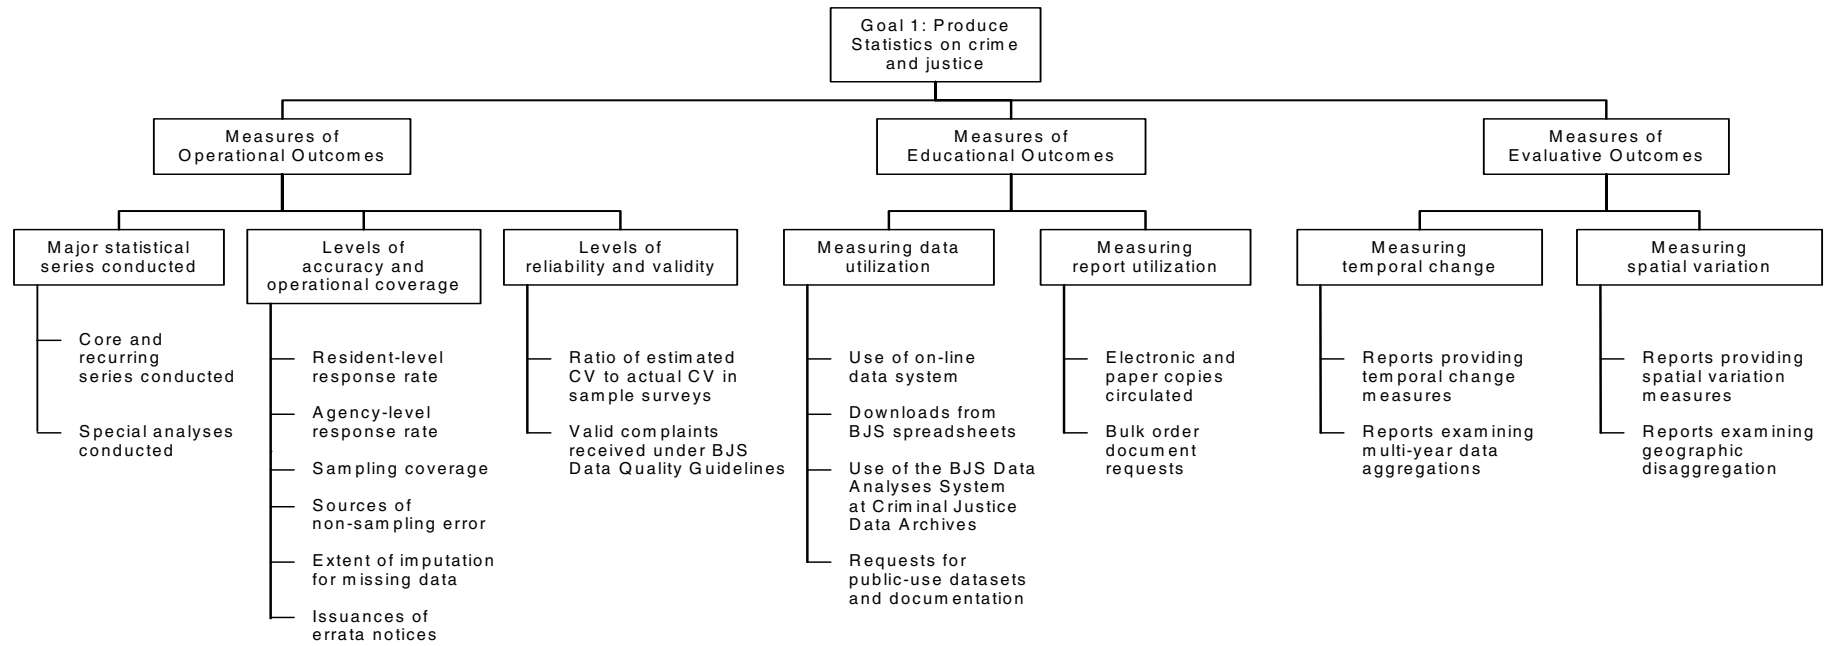 Goal 1: Produce
Statistics on crime
and justice
Measures of
Operational Outcomes
Measures of
Educational Outcomes
Measures of
Evaluative Outcomes
Major statistical
series conducted
Levels of
accuracy and
operational coverage
Levels of
reliability and validity
Measuring data
utilization
Measuring
report utilization
Measuring
temporal change
Measuring
spatial variation
Core and
recurring
series conducted
Special analyses
conducted
Resident-level
response rate
Agency-level
response rate
Sampling coverage
Sources of
non-sampling error
Extent of imputation
for missing data
Issuances of
errata notices
Ratio of estimated
CV to actual CV in
sample surveys
Valid complaints
received under BJS
Data Quality Guidelines
Use of on-line
data system
Downloads from
BJS spreadsheets
Use of the BJS Data
Analyses System
at Criminal Justice
Data Archives
Requests for
public-use datasets
and documentation
Electronic and
paper copies
circulated
Bulk order
document
requests
Reports providing
temporal change
measures
Reports examining
multi-year data
aggregations
Reports providing
spatial variation
measures
Reports examining
geographic
disaggregation